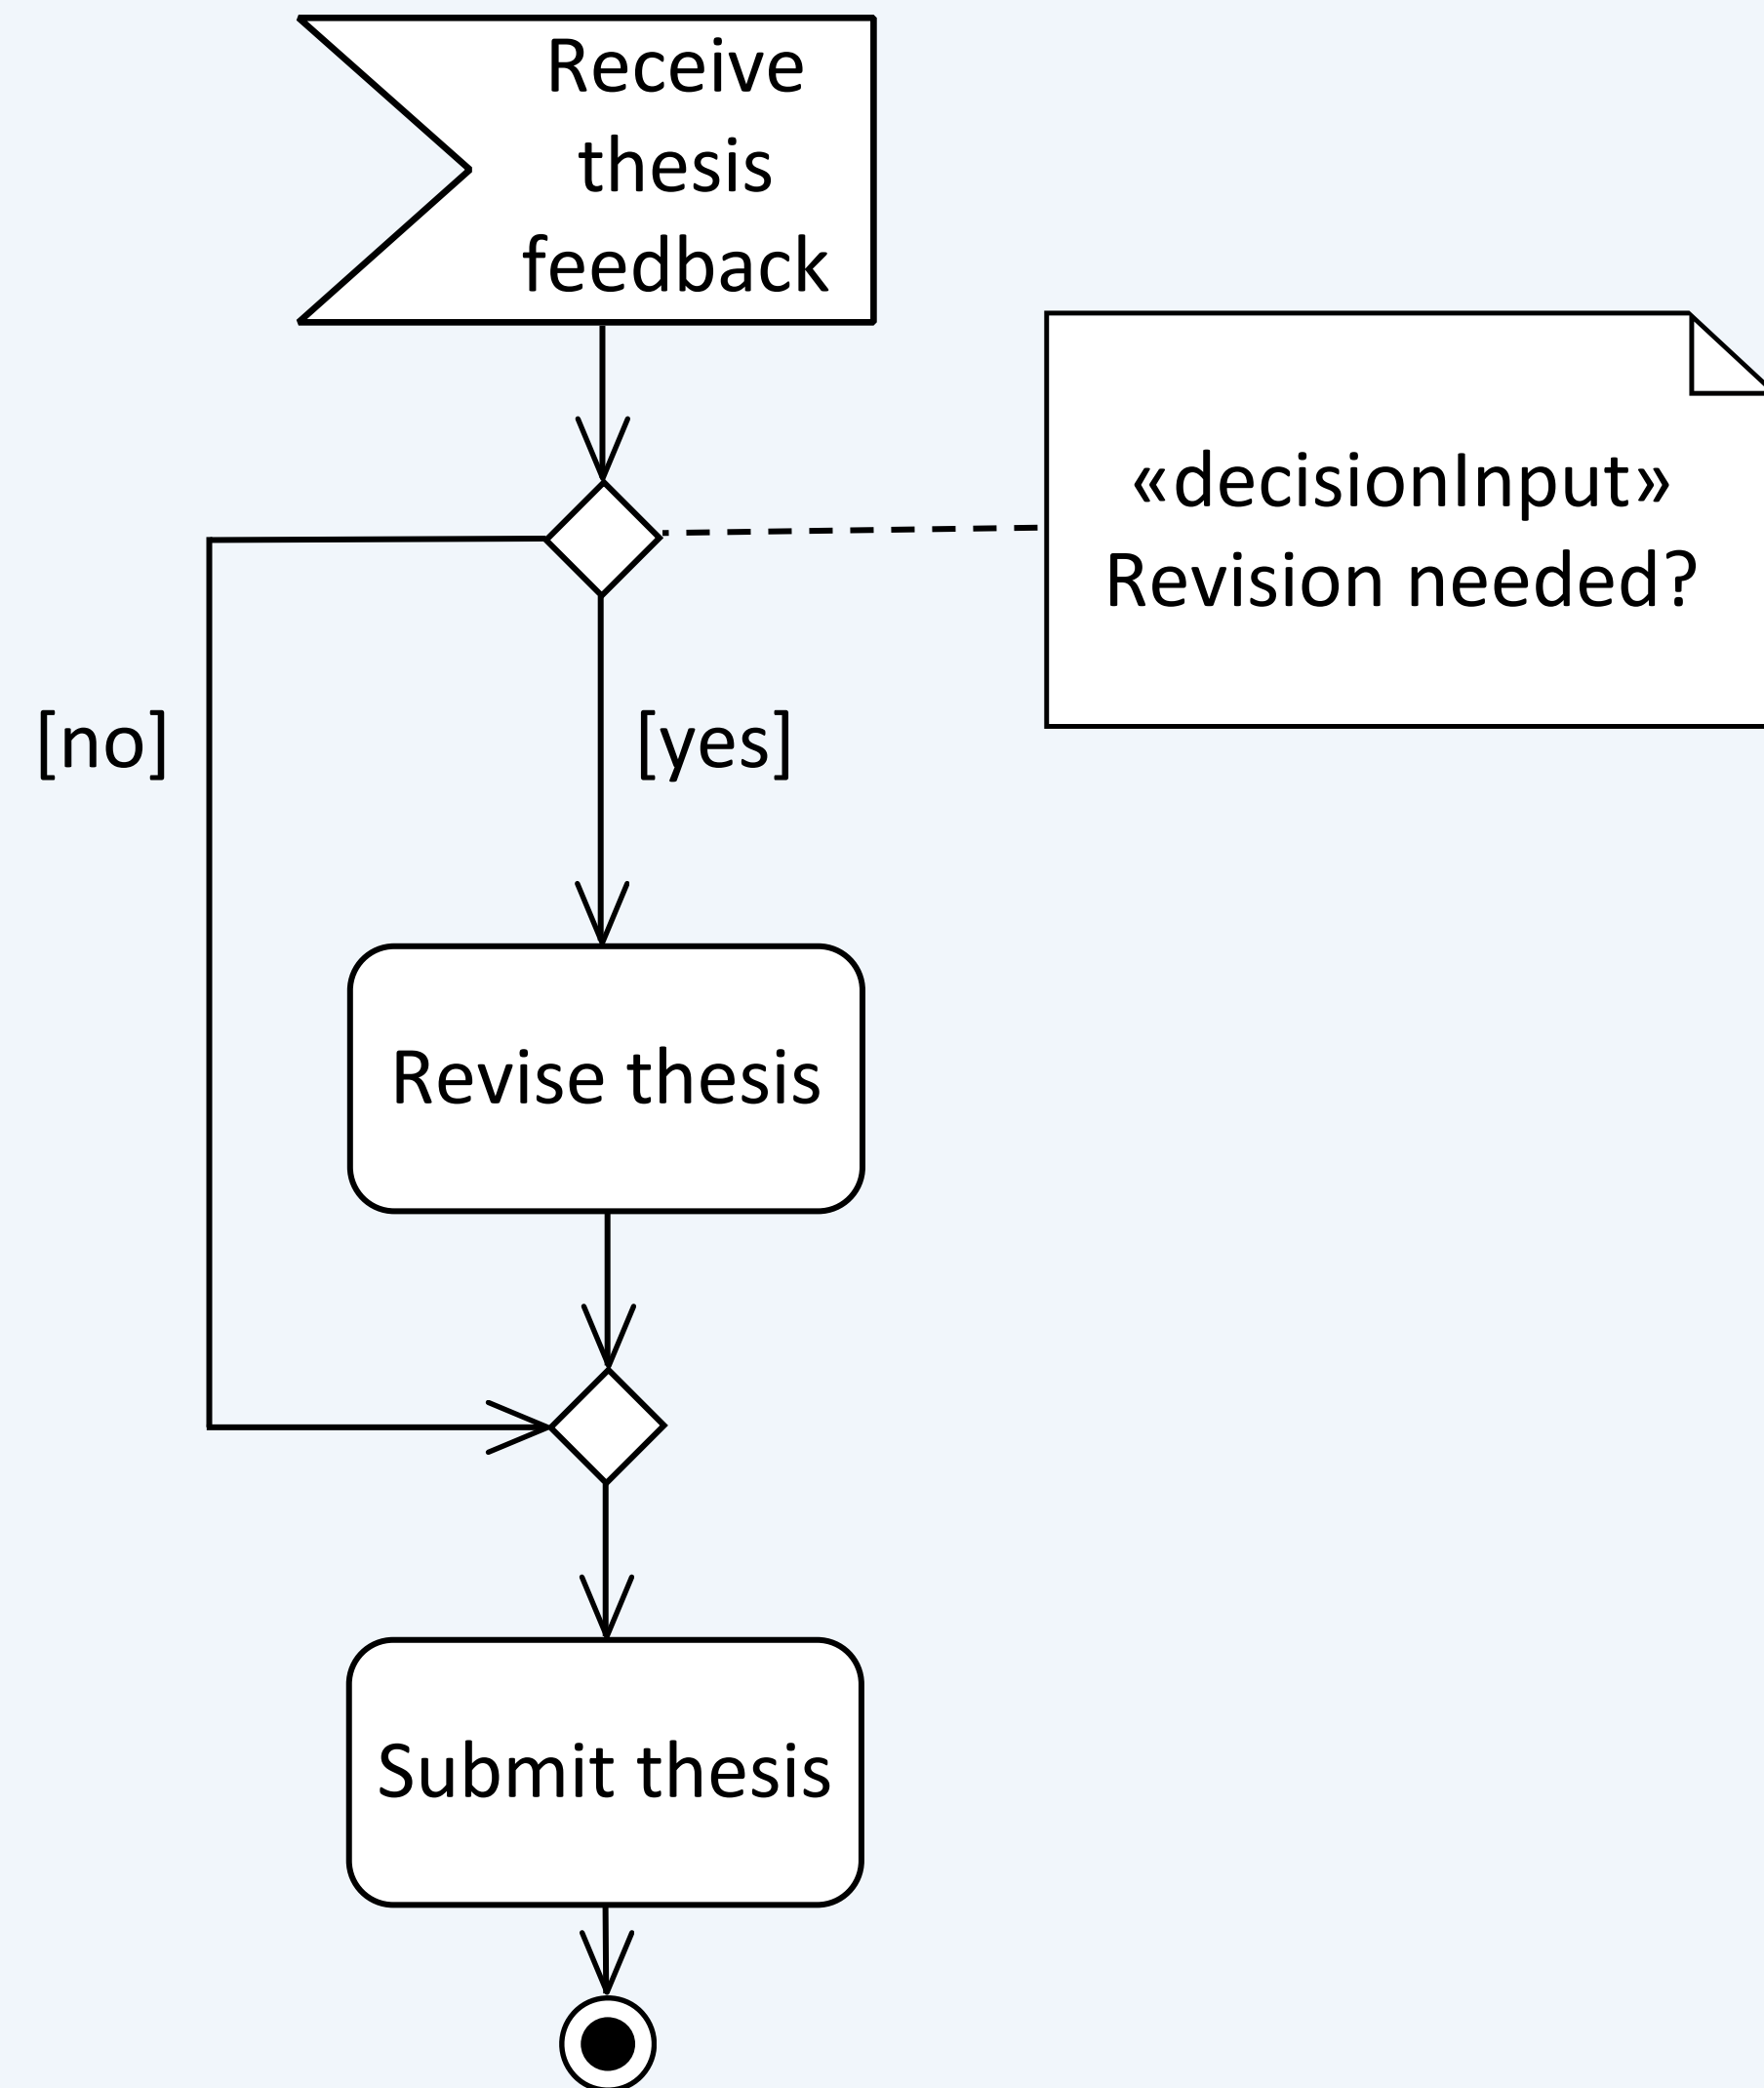 Receive
thesis
feedback
«decisionInput»
Revision needed?
[no]
[yes]
Revise thesis
Submit thesis